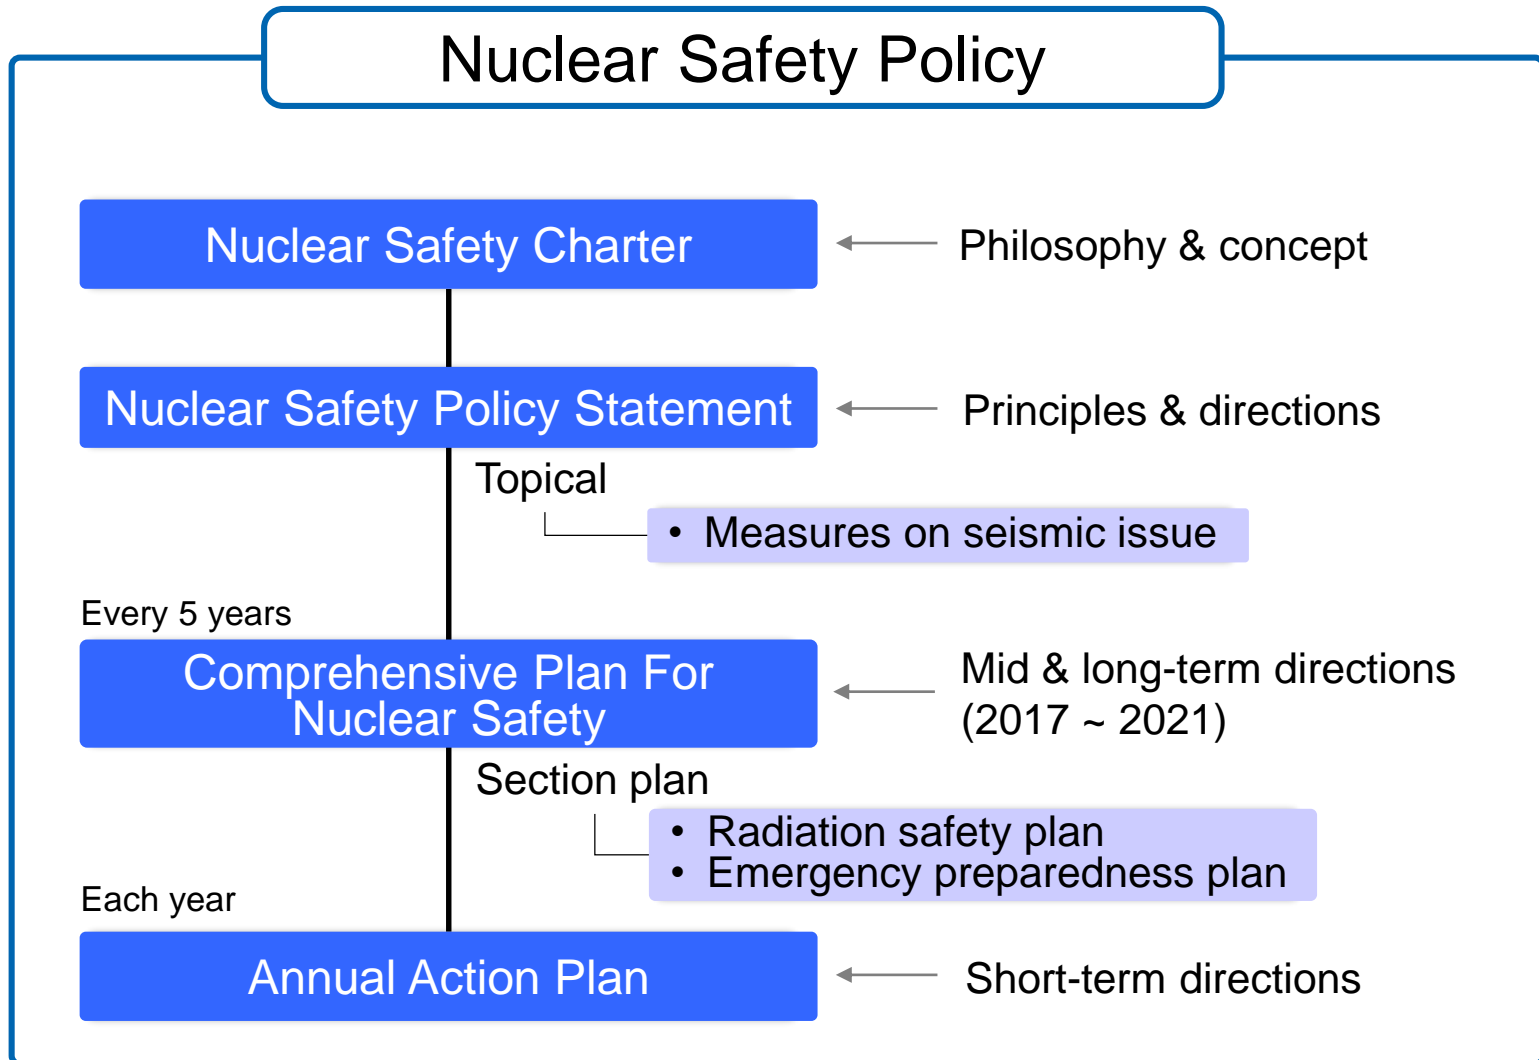 Nuclear Safety Policy
Nuclear Safety Charter
Philosophy & concept
Nuclear Safety Policy Statement
Principles & directions
Topical
• Measures on seismic issue
Every 5 years
Comprehensive Plan For
Nuclear Safety
Mid & long-term directions
(2017 ~ 2021)
Section plan
• Radiation safety plan
• Emergency preparedness plan
Each year
Annual Action Plan
Short-term directions